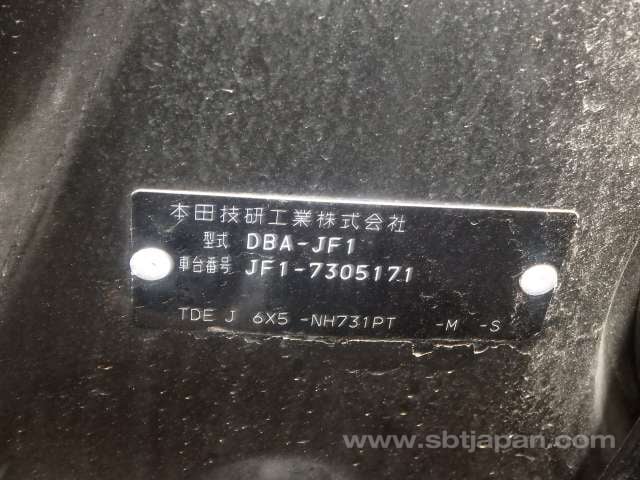 本田技研工業株式会社
型式 DBA-JF1
車台番号 JF1-7305171
TDE J 6X5 -NH731PT -M -S
www.sbtjapan.com